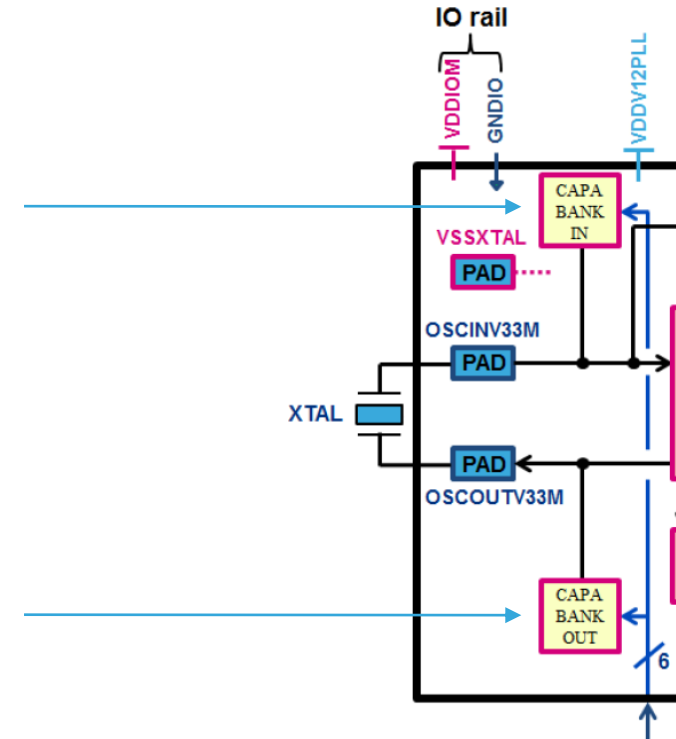 IO rail
VDDIOM
GNDIO
VDDV12PLL
CAPA
BANK
IN
VSSXTAL
PAD
OSCINV33M
PAD
XTAL
PAD
OSCOUTV33M
CAPA
BANK
OUT
6